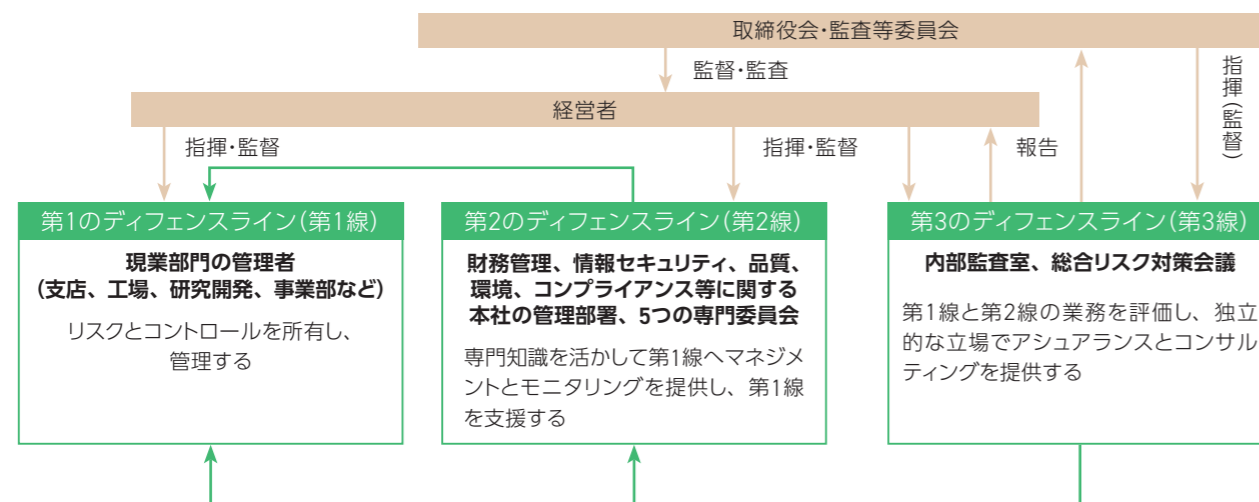 取締役会・監査等委員会
監督・監査
指揮（監督）
経営者
指揮・監督
指揮・監督
報告
第1のディフェンスライン（第1線）
現業部門の管理者
（支店、工場、研究開発、事業部など）
リスクとコントロールを所有し、
管理する
第2のディフェンスライン（第2線）
財務管理、情報セキュリティ、品質、
環境、コンプライアンス等に関する
本社の管理部署、5つの専門委員会
専門知識を活かして第1線へマネジメ
ントとモニタリングを提供し、第1線
を支援する
第3のディフェンスライン（第3線）
内部監査室、総合リスク対策会議
第1線と第2線の業務を評価し、独立
的な立場でアシュアランスとコンサル
ティングを提供する